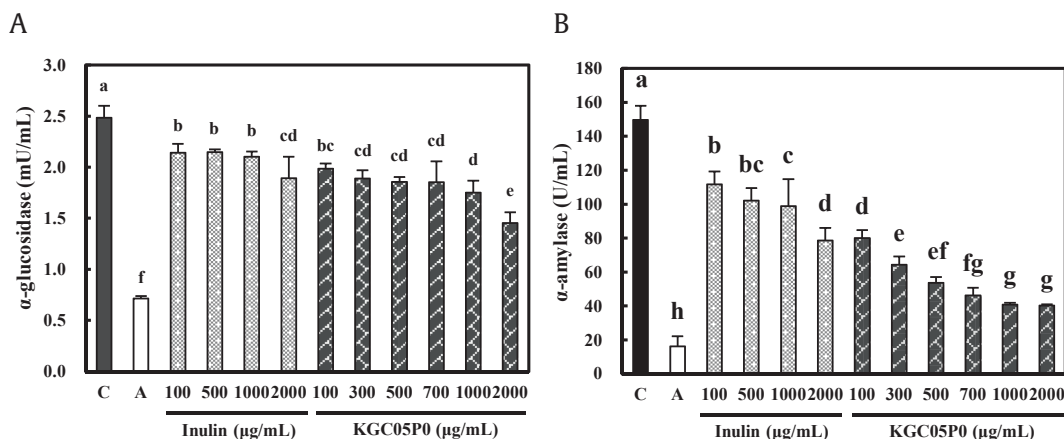 A
α-glucosidase (mU/mL)
3.0
2.5
2.0
1.5
1.0
0.5
0.0
a
f
b
b
b
cd
bc
cd
cd
cd
d
e
C A 100 500 1000 2000 100 300 500 700 1000 2000
Inulin (µg/mL) KGC05P0 (µg/mL)
B
α-amylase (U/mL)
180
160
140
120
100
80
60
40
20
0
a
h
b
bc
c
d
d
e
ef
fg
g
g
C A 100 500 1000 2000 100 300 500 700 1000 2000
Inulin (µg/mL) KGC05P0 (µg/mL)